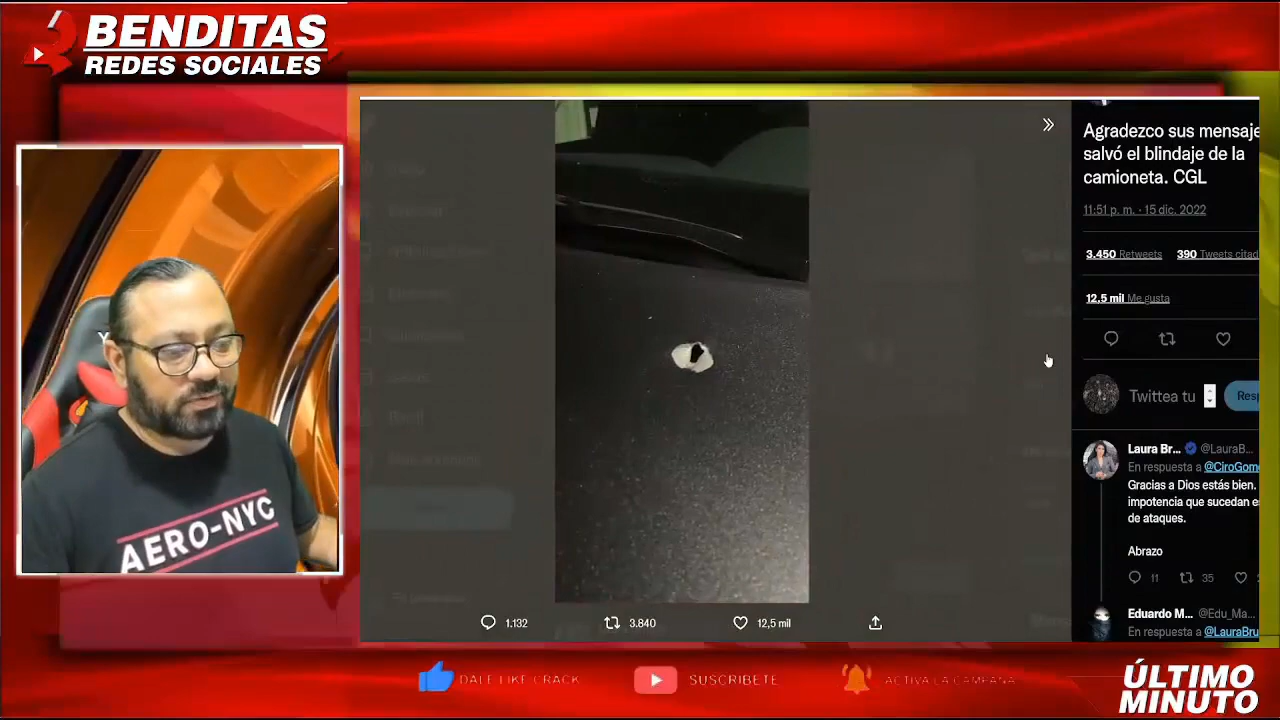 BENDITAS
REDES SOCIALES
AERO-NYC
Agradezco sus mensaje
salvó el blindaje de la
camioneta. CGL
11:51 p. m. · 15 dic. 2022
3.450 Retweets 390 Tweets citad
12,5 mil Me gusta
Twittea tu
Resp
Laura Br... @LauraB...
En respuesta a @CiroGom
Gracias a Dios estás bien.
impotencia que sucedan e
de ataques.
Abrazo
11 35
Eduardo M... @Edu_Ma...
En respuesta a @LauraBru
1.132 3.840 12,5 mil
DALE LIKE CRACK
SUSCRIBETE
ACTIVA LA CAMPANA
ÚLTIMO
MINUTO